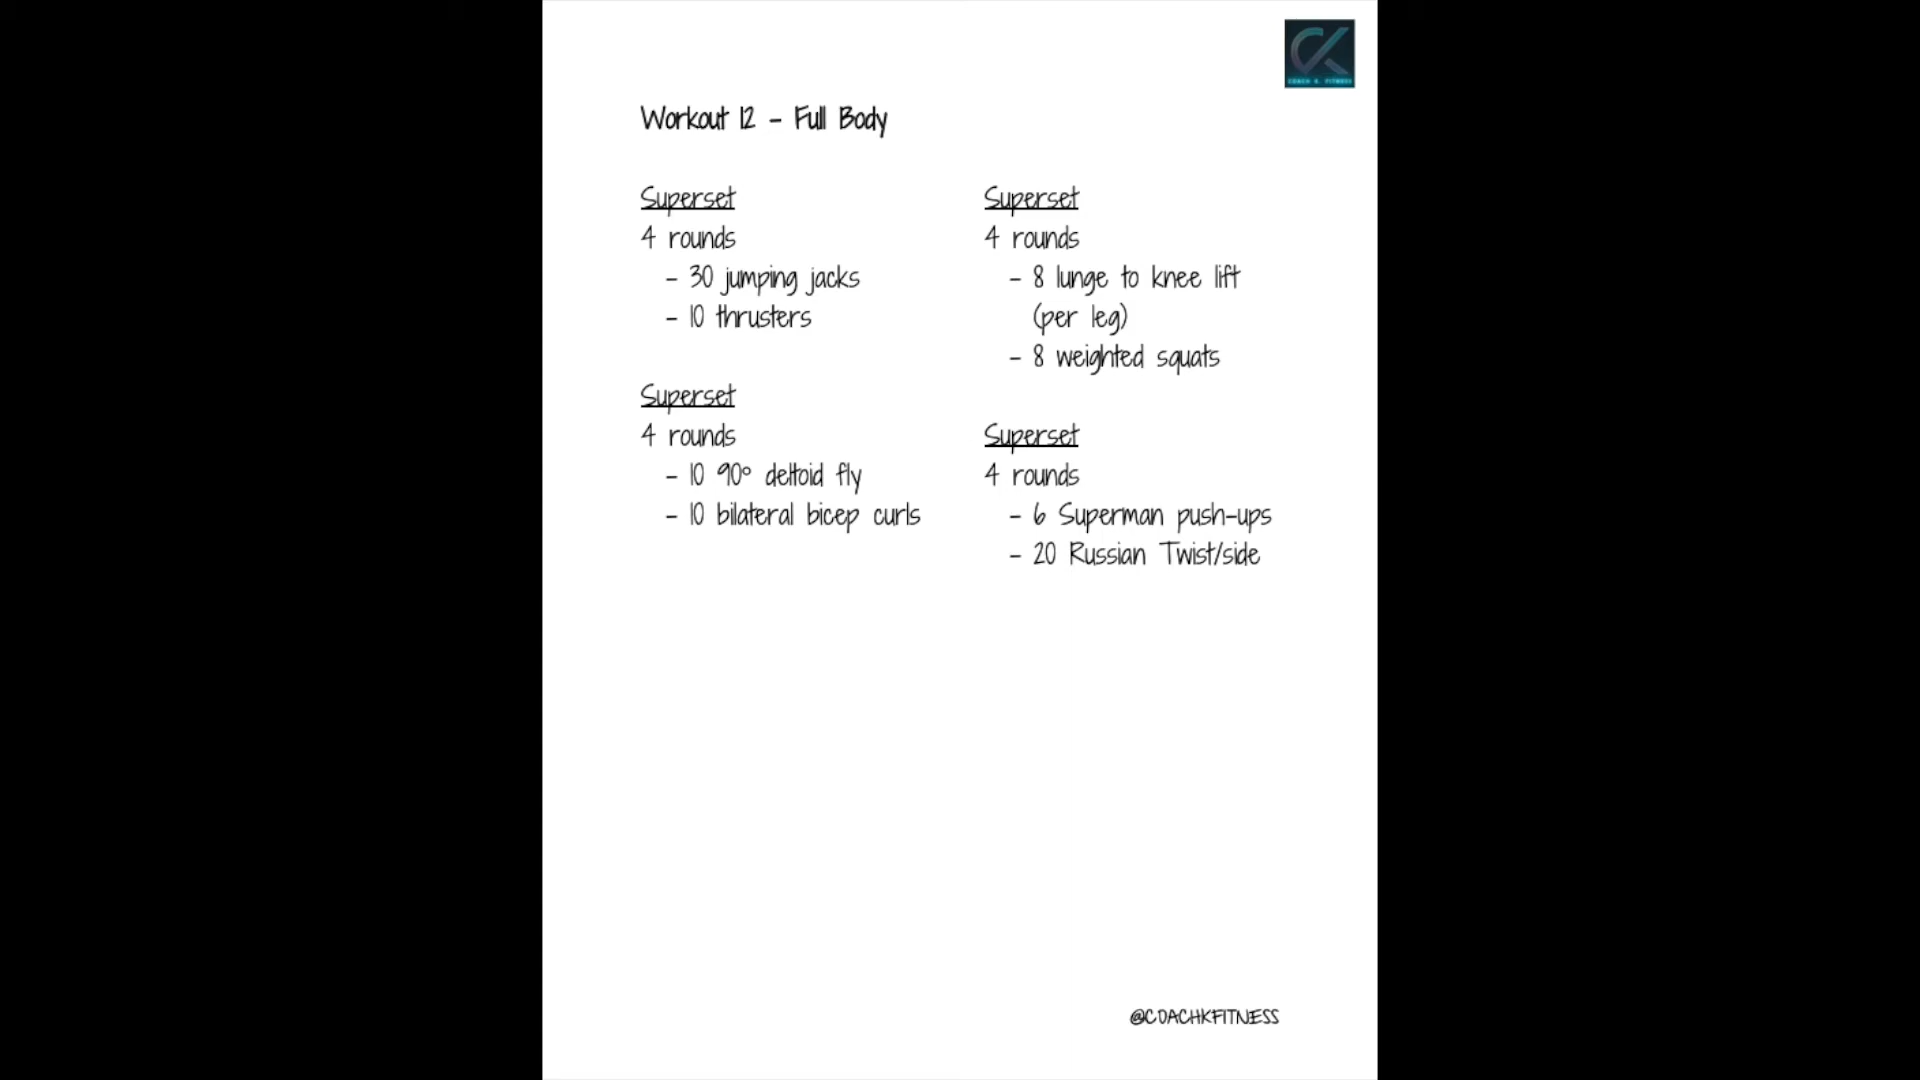 COACH K. FITNESS
Workout 12 - Full Body
Superset
4 rounds
- 30 jumping jacks
- 10 thrusters
Superset
4 rounds
- 10 90° deltoid fly
- 10 bilateral bicep curls
Superset
4 rounds
- 8 lunge to knee lift
(per leg)
- 8 weighted squats
Superset
4 rounds
- 6 Superman push-ups
- 20 Russian Twist/side
@COACHKFITNESS